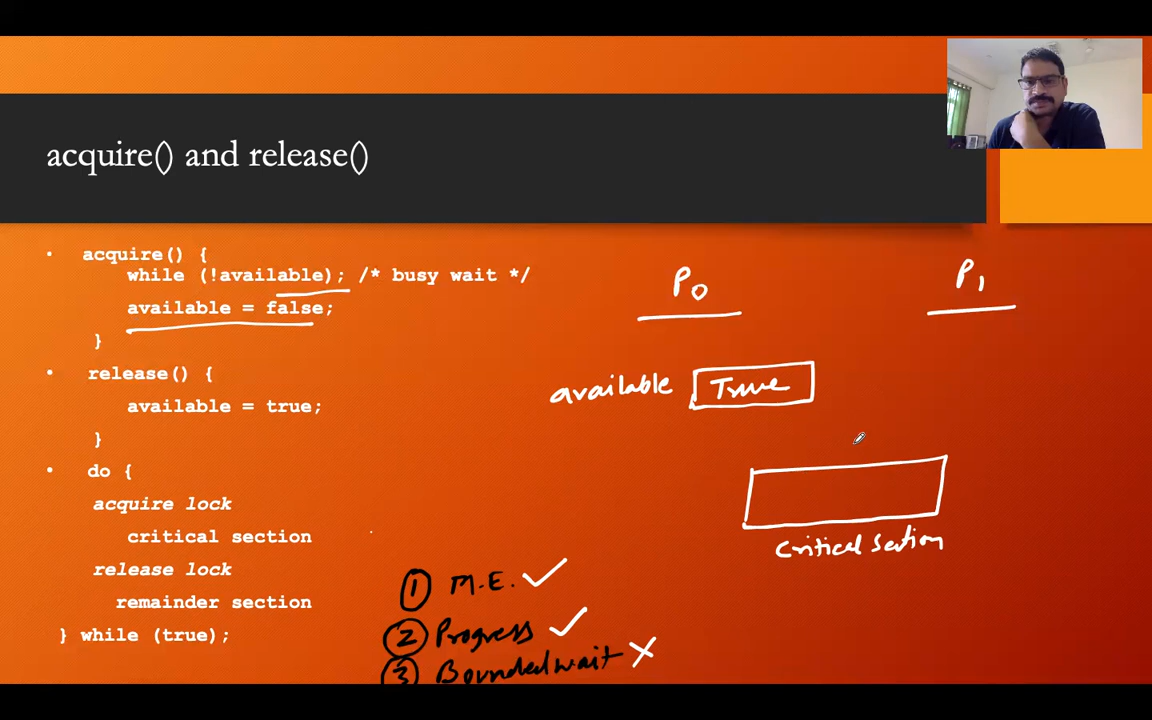 acquire() and release()
• acquire() {
while (!available); /* busy wait */
available = false;
}
• release() {
available = true;
}
• do {
acquire lock
critical section
release lock
remainder section
} while (true);
P0
P1
available True
Critical Section
1 M.E. ✓
2 Progress ✓
3 Bounded wait ✗